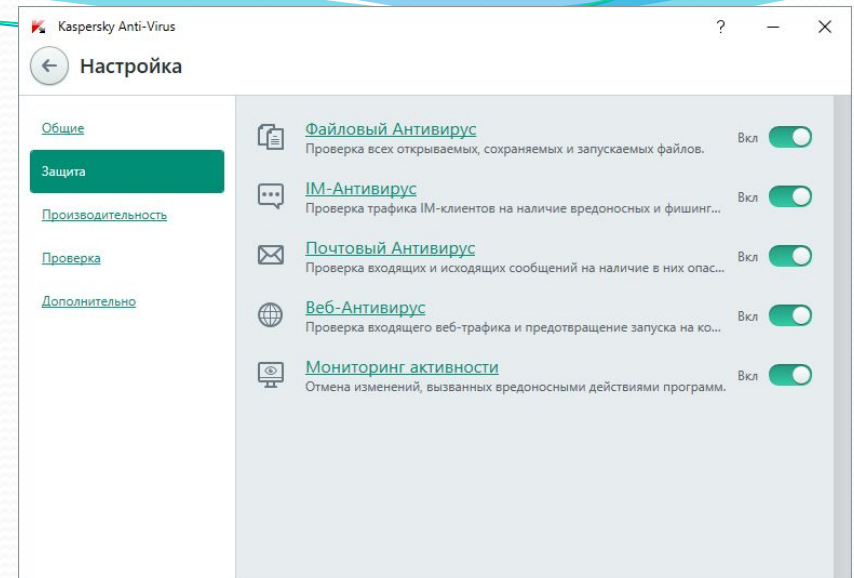 Kaspersky Anti-Virus
?
Настройка
Общие
Защита
Производительность
Проверка
Дополнительно
Файловый Антивирус
Вкл
Проверка всех открываемых, сохраняемых и запускаемых файлов.
IM-Антивирус
Вкл
Проверка трафика IM-клиентов на наличие вредоносных и фишинг...
Почтовый Антивирус
Вкл
Проверка входящих и исходящих сообщений на наличие в них опас...
Веб-Антивирус
Вкл
Проверка входящего веб-трафика и предотвращение запуска на ко...
Мониторинг активности
Вкл
Отмена изменений, вызванных вредоносными действиями программ.